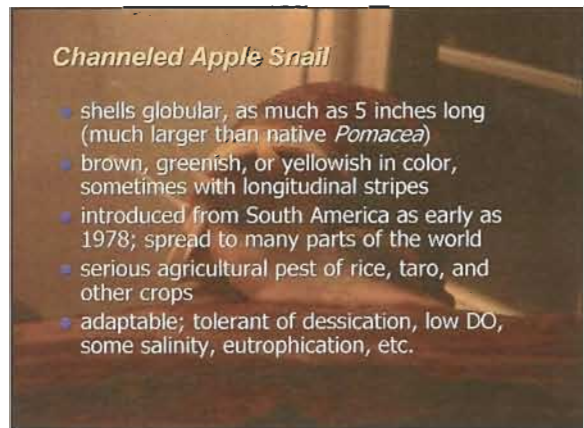 Channeled Apple Snail
shells globular, as much as 5 inches long
(much larger than native Pomacea)
brown, greenish, or yellowish in color,
sometimes with longitudinal stripes
introduced from South America as early as
1978; spread to many parts of the world
serious agricultural pest of rice, taro, and
other crops
adaptable; tolerant of dessication, low DO,
some salinity, eutrophication, etc.